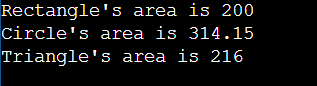 Rectangle's area is 200
Circle's area is 314.15
Triangle's area is 216